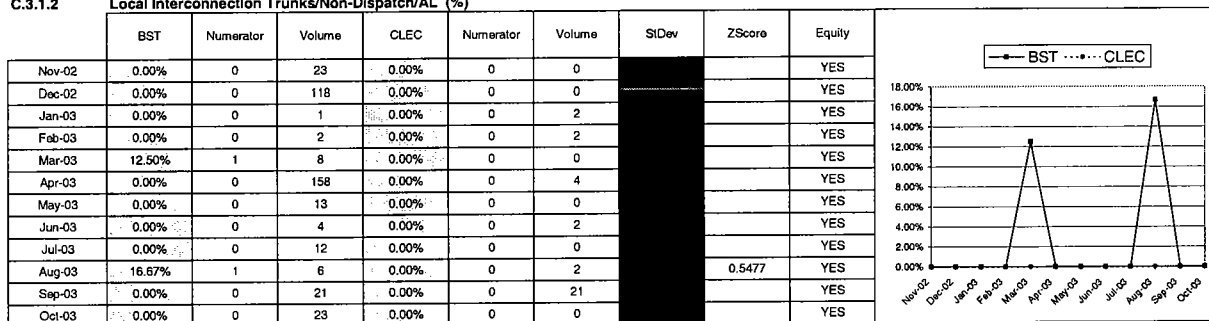 C.3.1.2 Local Interconnection Trunks/Non-Dispatch/AL (%)
BST Numerator Volume CLEC Numerator Volume StDev ZScore Equity
Nov-02 0.00% 0 23 0.00% 0 0 YES
Dec-02 0.00% 0 118 0.00% 0 0 YES
Jan-03 0.00% 0 1 0.00% 0 2 YES
Feb-03 0.00% 0 2 0.00% 0 2 YES
Mar-03 12.50% 1 8 0.00% 0 0 YES
Apr-03 0.00% 0 158 0.00% 0 4 YES
May-03 0.00% 0 13 0.00% 0 0 YES
Jun-03 0.00% 0 4 0.00% 0 2 YES
Jul-03 0.00% 0 12 0.00% 0 0 YES
Aug-03 16.67% 1 6 0.00% 0 2 0.5477 YES
Sep-03 0.00% 0 21 0.00% 0 21 YES
Oct-03 0.00% 0 23 0.00% 0 0 YES
BST CLEC
18.00%
16.00%
14.00%
12.00%
10.00%
8.00%
6.00%
4.00%
2.00%
0.00%
Nov-02 Dec-02 Jan-03 Feb-03 Mar-03 Apr-03 May-03 Jun-03 Jul-03 Aug-03 Sep-03 Oct-03